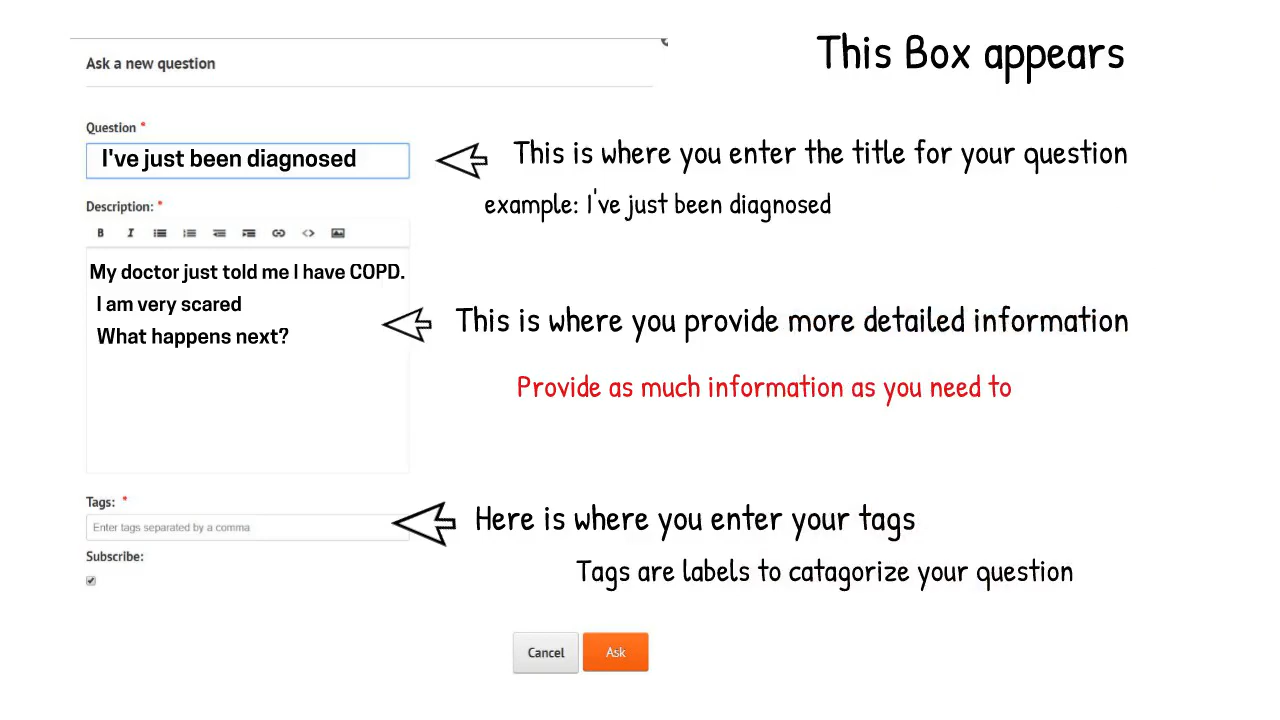 This Box appears
Ask a new question
Question *
I've just been diagnosed
This is where you enter the title for your question
example: I've just been diagnosed
Description: *
B I
My doctor just told me I have COPD.
I am very scared
What happens next?
This is where you provide more detailed information
Provide as much information as you need to
Tags: *
Enter tags separated by a comma
Here is where you enter your tags
Subscribe:
Tags are labels to catagorize your question
Cancel
Ask